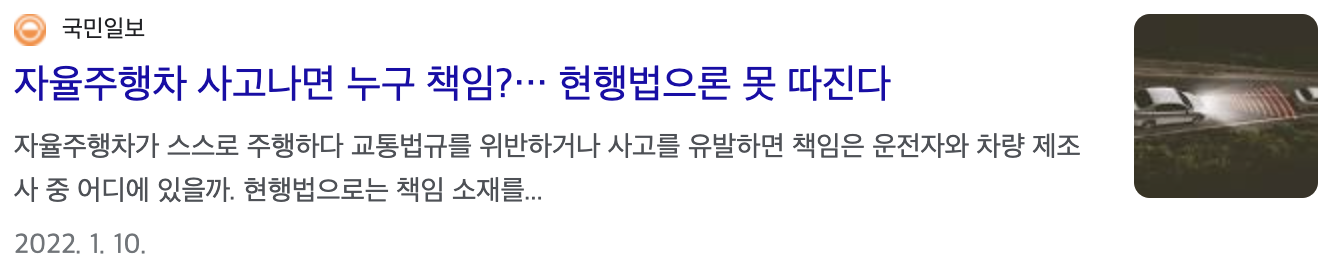 국민일보
자율주행차 사고나면 누구 책임?… 현행법으론 못 따진다
자율주행차가 스스로 주행하다 교통법규를 위반하거나 사고를 유발하면 책임은 운전자와 차량 제조
사 중 어디에 있을까. 현행법으로는 책임 소재를...
2022. 1. 10.